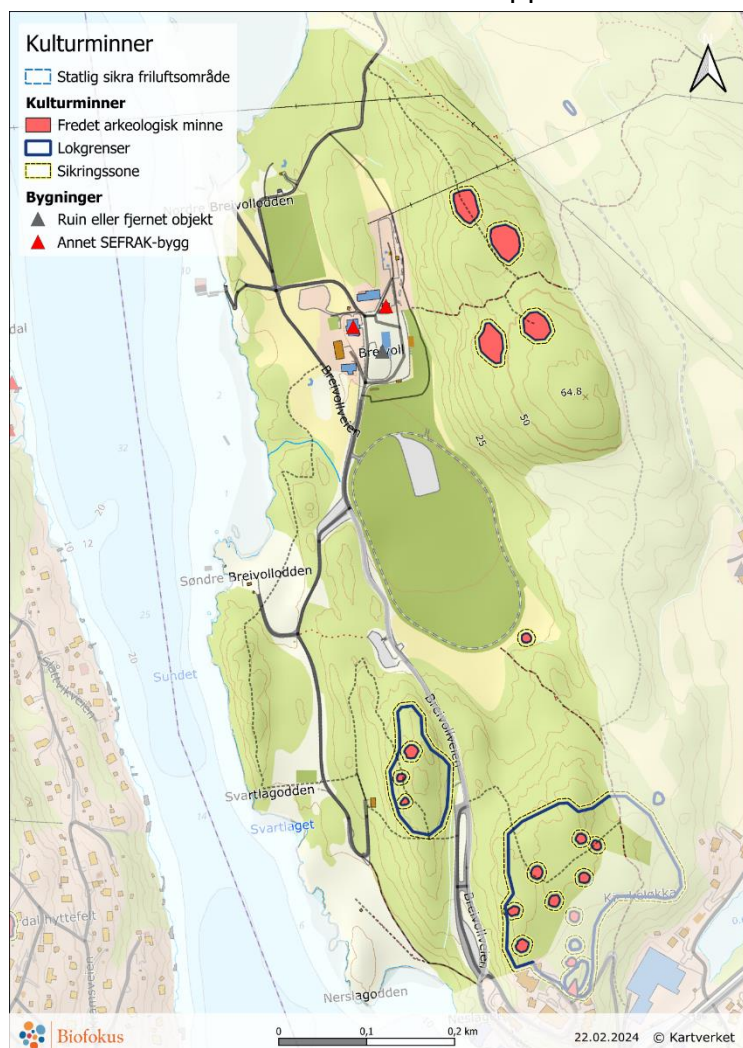 Kulturminner
Statlig sikra friluftsområde
Kulturminner
Fredet arkeologisk minne
Lokgrenser
Sikringssone
Bygninger
Ruin eller fjernet objekt
Annet SEFRAK-bygg
Nordre Breivollodden
Breivoll
Breivollveien
64.8
50
25
Søndre Breivollodden
Sundet
Breivollveien
Svartlagodden
Svartlaget
Breivollveien
Nerslagodden
Biofokus
0 0,1 0,2 km
22.02.2024 © Kartverket